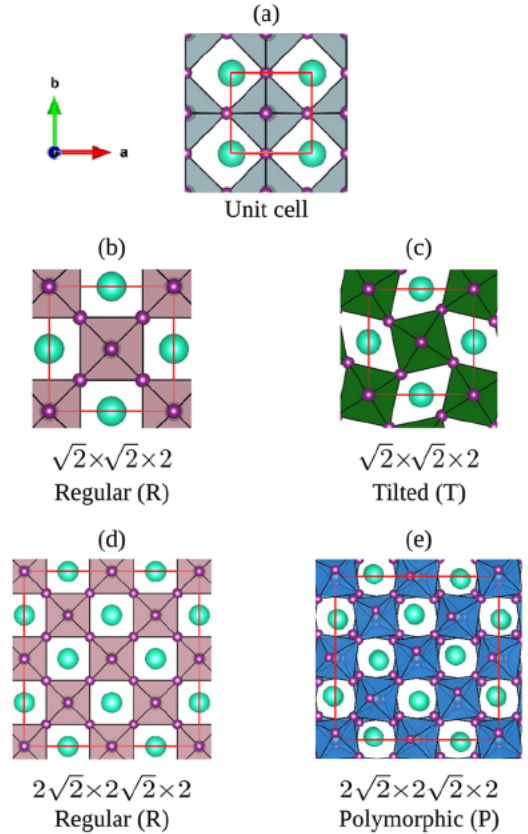 (a)
b
a
Unit cell
(b)
(c)
√2×√2×2
√2×√2×2
Regular (R)
Tilted (T)
(d)
(e)
2√2×2√2×2
2√2×2√2×2
Regular (R)
Polymorphic (P)